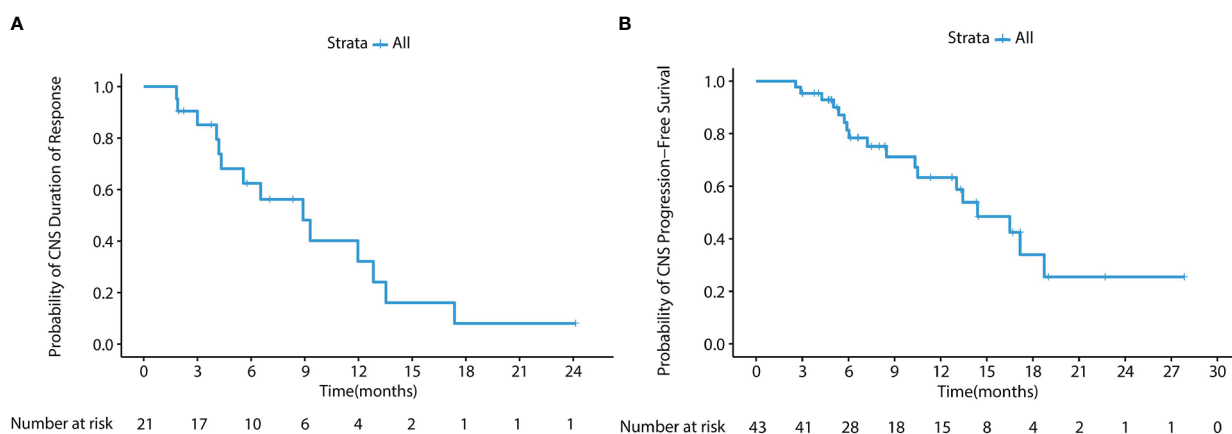 A
Strata All
Probability of CNS Duration of Response
1.0
0.8
0.6
0.4
0.2
0.0
0 3 6 9 12 15 18 21 24
Time(months)
Number at risk 21 17 10 6 4 2 1 1 1
B
Strata All
Probability of CNS Progression-Free Surival
1.0
0.8
0.6
0.4
0.2
0.0
0 3 6 9 12 15 18 21 24 27 30
Time(months)
Number at risk 43 41 28 18 15 8 4 2 1 1 0